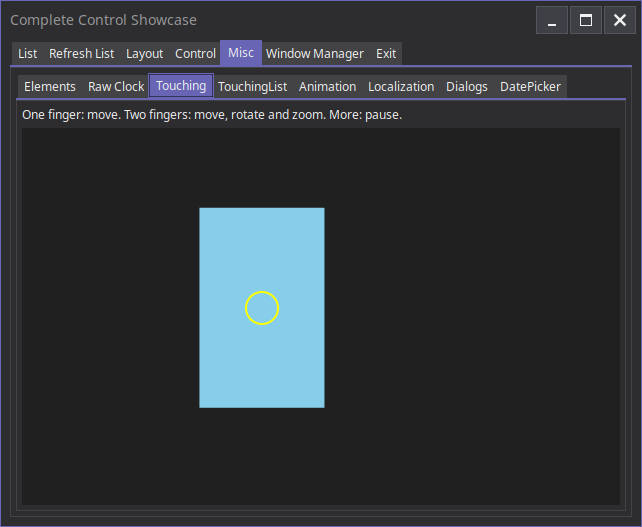 Complete Control Showcase
List Refresh List Layout Control Misc Window Manager Exit
Elements Raw Clock Touching TouchingList Animation Localization Dialogs DatePicker
One finger: move. Two fingers: move, rotate and zoom. More: pause.